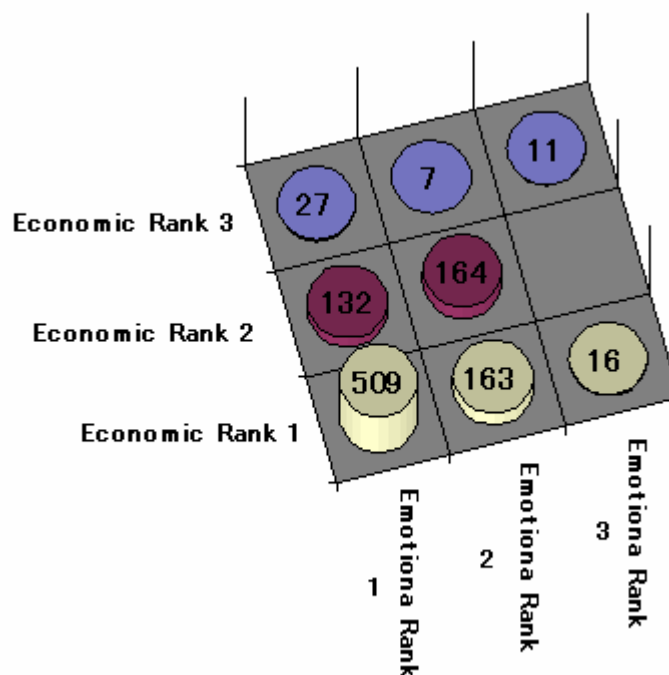 11
7
27
Economic Rank 3
164
132
Economic Rank 2
16
163
509
Economic Rank 1
Emotiona Rank
1
Emotiona Rank
2
Emotiona Rank
3